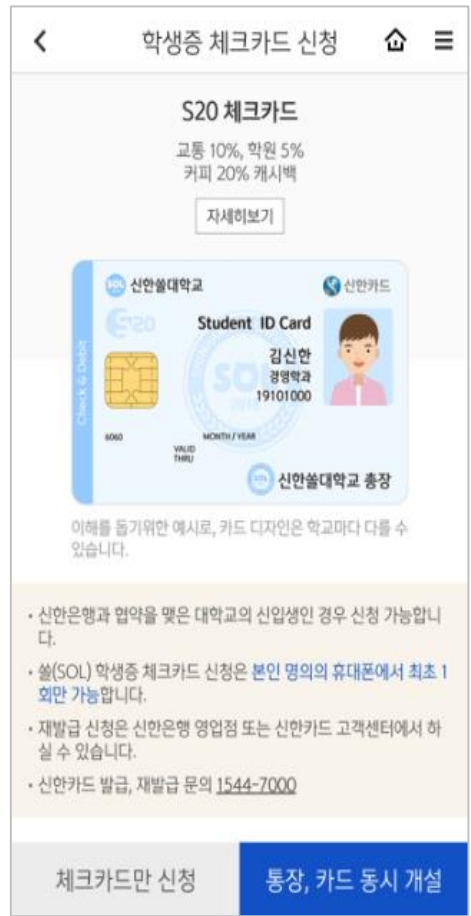 학생증 체크카드 신청
S20 체크카드
교통 10%, 학원 5%
커피 20% 캐시백
자세히보기
SOL 신한쏠대학교
신한카드
S20
Student ID Card
김신한
경영학과
19101000
Check & Debit
SOL
6060
MONTH / YEAR
VALID
THRU
신한쏠대학교 총장
이해를 돕기위한 예시로, 카드 디자인은 학교마다 다를 수
있습니다.
• 신한은행과 협약을 맺은 대학교의 신입생인 경우 신청 가능합니
다.
• 쏠(SOL) 학생증 체크카드 신청은 본인 명의의 휴대폰에서 최초 1
회만 가능합니다.
• 재발급 신청은 신한은행 영업점 또는 신한카드 고객센터에서 하
실 수 있습니다.
• 신한카드 발급, 재발급 문의 1544-7000
체크카드만 신청
통장, 카드 동시 개설